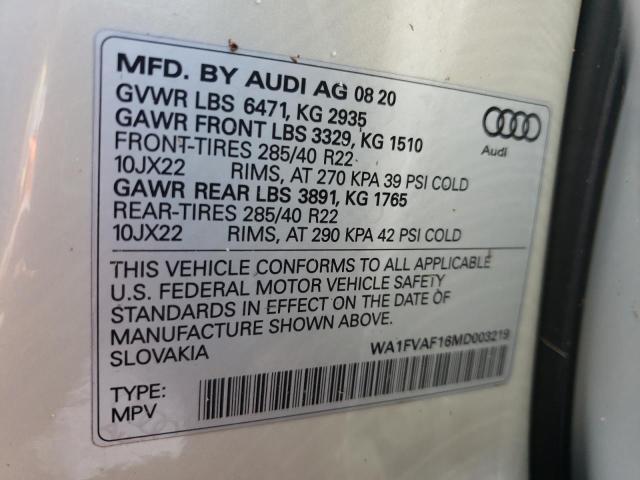 MFD. BY AUDI AG 08 20
GVWR LBS 6471, KG 2935
GAWR FRONT LBS 3329, KG 1510
FRONT-TIRES 285/40 R22
10JX22 RIMS, AT 270 KPA 39 PSI COLD
GAWR REAR LBS 3891, KG 1765
REAR-TIRES 285/40 R22
10JX22 RIMS, AT 290 KPA 42 PSI COLD
Audi
THIS VEHICLE CONFORMS TO ALL APPLICABLE
U.S. FEDERAL MOTOR VEHICLE SAFETY
STANDARDS IN EFFECT ON THE DATE OF
MANUFACTURE SHOWN ABOVE.
SLOVAKIA
WA1FVAF16MD003219
TYPE:
MPV